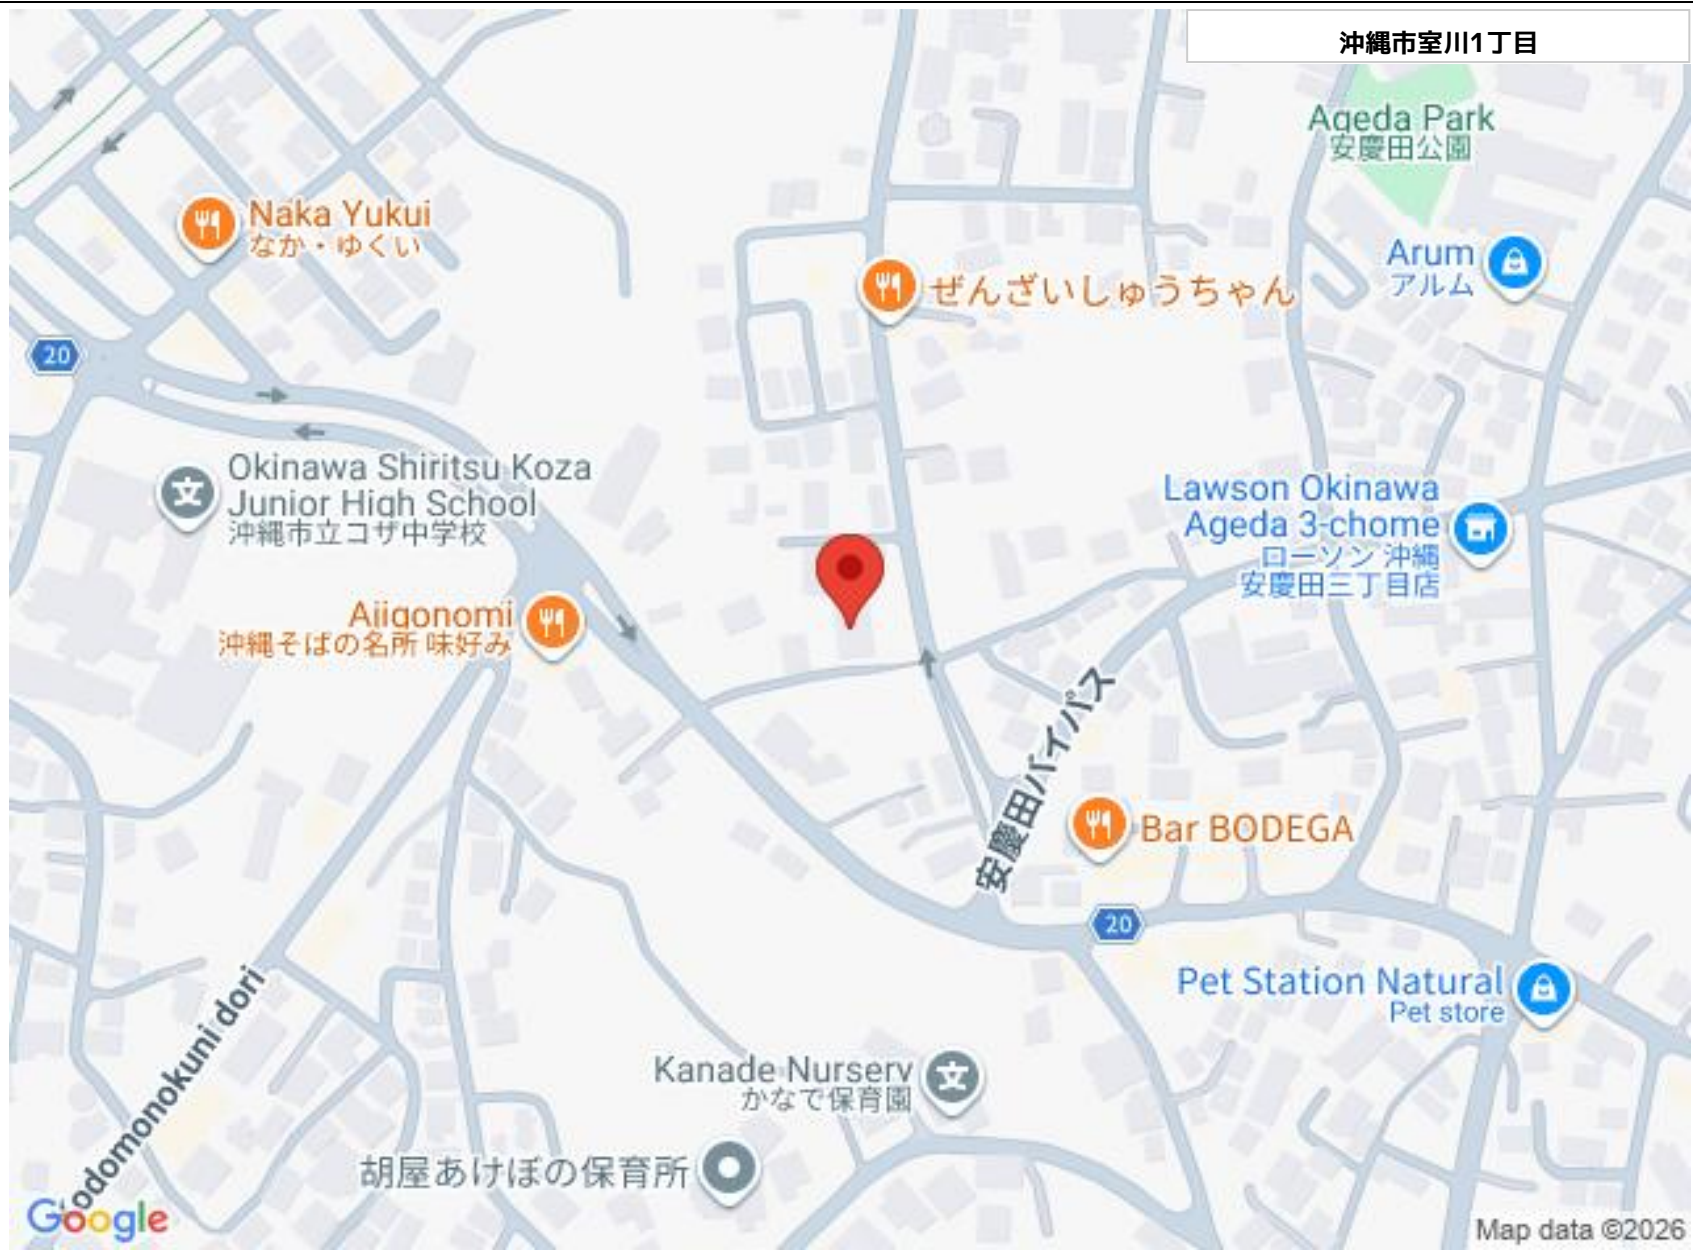 沖縄市室川1丁目
Ageda Park
安慶田公園
Naka Yukui
なか・ゆくい
Arum
アルム
ぜんざいしゅうちゃん
20
Okinawa Shiritsu Koza
Junior High School
沖縄市立コザ中学校
Lawson Okinawa
Ageda 3-chome
ローソン 沖縄
安慶田三丁目店
Ajigonomi
沖縄そばの名所 味好み
安慶田バイパス
Bar BODEGA
20
Pet Station Natural
Pet store
Kanade Nursery
かなで保育園
胡屋あけぼの保育所
odomonokuni dori
Google
Map data ©2026